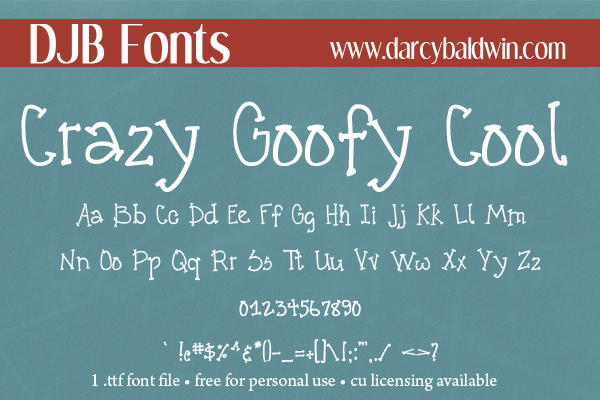 DJB Fonts
www.darcybaldwin.com
Crazy Goofy Cool
Aa Bb Cc Dd Ee Ff Gg Hh Ii Jj Kk Ll Mm
Nn Oo Pp Qq Rr Ss Tt Uu Vv Ww Xx Yy Zz
01234567890
` !@#$%^&*()-_=+[]\|;:'",./ <>?
1 .ttf font file • free for personal use • cu licensing available